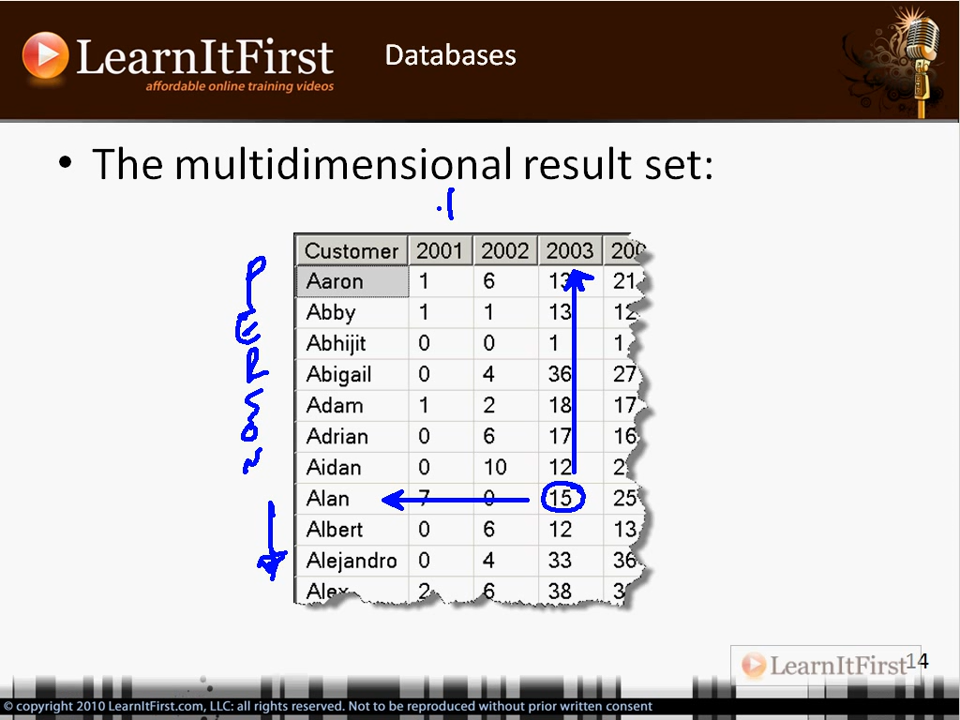 LearnItFirst
affordable online training videos
Databases
• The multidimensional result set:
Customer 2001 2002 2003
Aaron 1 6 13 21
Abby 1 1 13 12
Abhijit 0 0 1 1
Abigail 0 4 36 27
Adam 1 2 18 17
Adrian 0 6 17 16
Aidan 0 10 12
Alan 7 0 15 25
Albert 0 6 12 13
Alejandro 0 4 33 36
Alex 2 6 38
PERSON
LearnItFirst
14
© copyright 2010 LearnItFirst.com, LLC: all rights reserved. Not to be reproduced without prior written consent